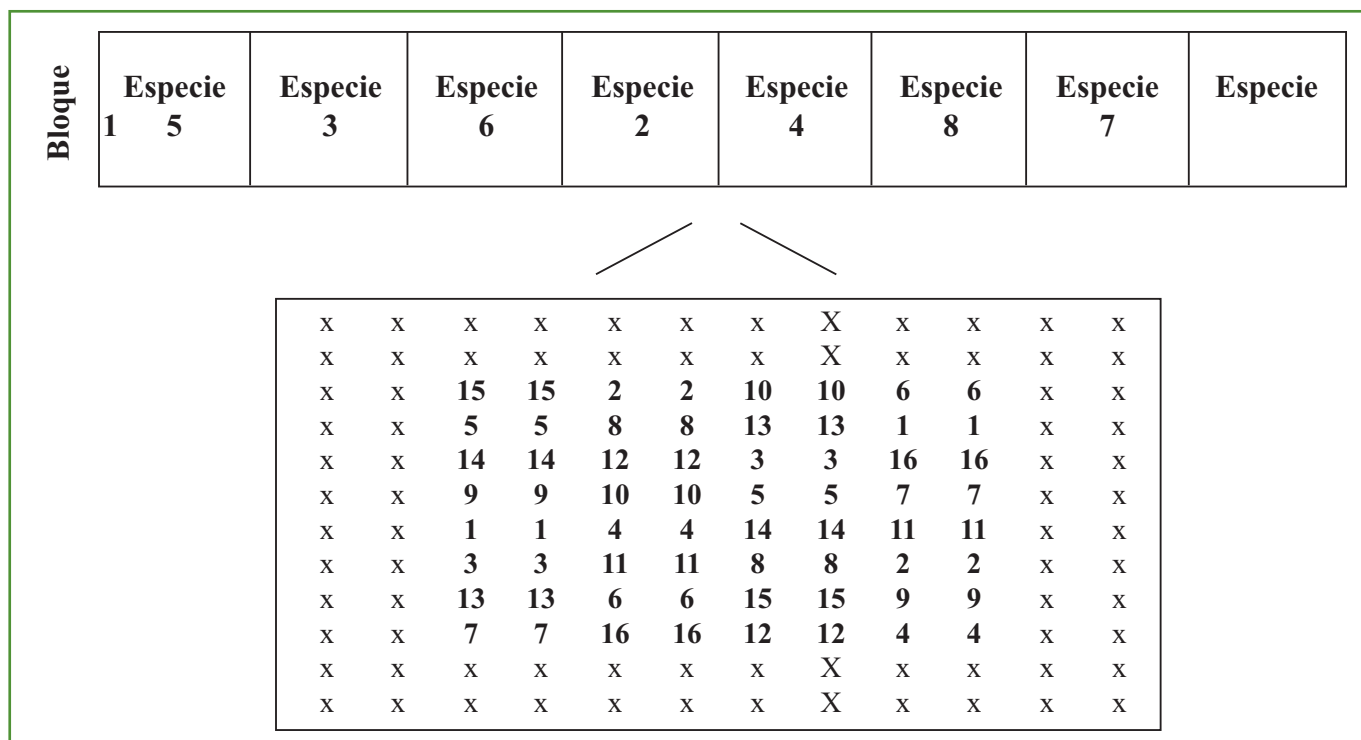 Bloque
Especie Especie Especie Especie Especie Especie Especie Especie
1 5 3 6 2 4 8 7
x x x x x x x X x x x x
x x x x x x x X x x x x
x x 15 15 2 2 10 10 6 6 x x
x x 5 5 8 8 13 13 1 1 x x
x x 14 14 12 12 3 3 16 16 x x
x x 9 9 10 10 5 5 7 7 x x
x x 1 1 4 4 14 14 11 11 x x
x x 3 3 11 11 8 8 2 2 x x
x x 13 13 6 6 15 15 9 9 x x
x x 7 7 16 16 12 12 4 4 x x
x x x x x x x X x x x x
x x x x x x x X x x x x